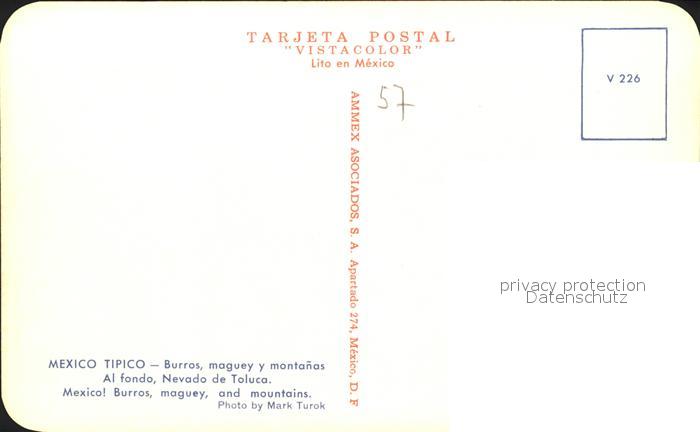 TARJETA POSTAL
"VISTACOLOR"
Lito en México
V 226
57
AMMEX ASOCIADOS, S. A. Apartado 274, México, D. F
privacy protection
Datenschutz
MEXICO TIPICO — Burros, maguey y montañas
Al fondo, Nevado de Toluca.
Mexico! Burros, maguey, and mountains.
Photo by Mark Turok